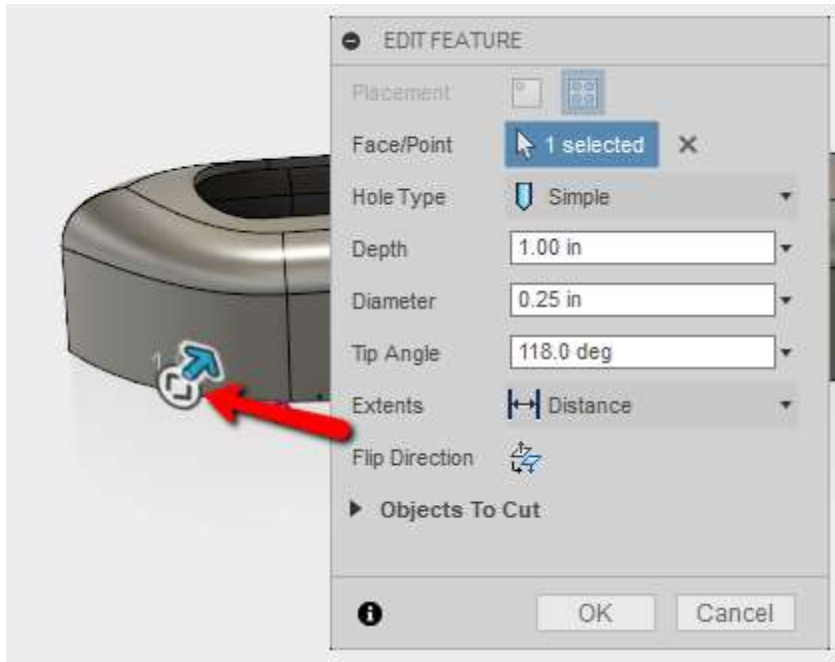 EDIT FEATURE
Placement
Face/Point 1 selected
Hole Type Simple
Depth 1.00 in
Diameter 0.25 in
Tip Angle 118.0 deg
Extents Distance
Flip Direction
Objects To Cut
OK Cancel